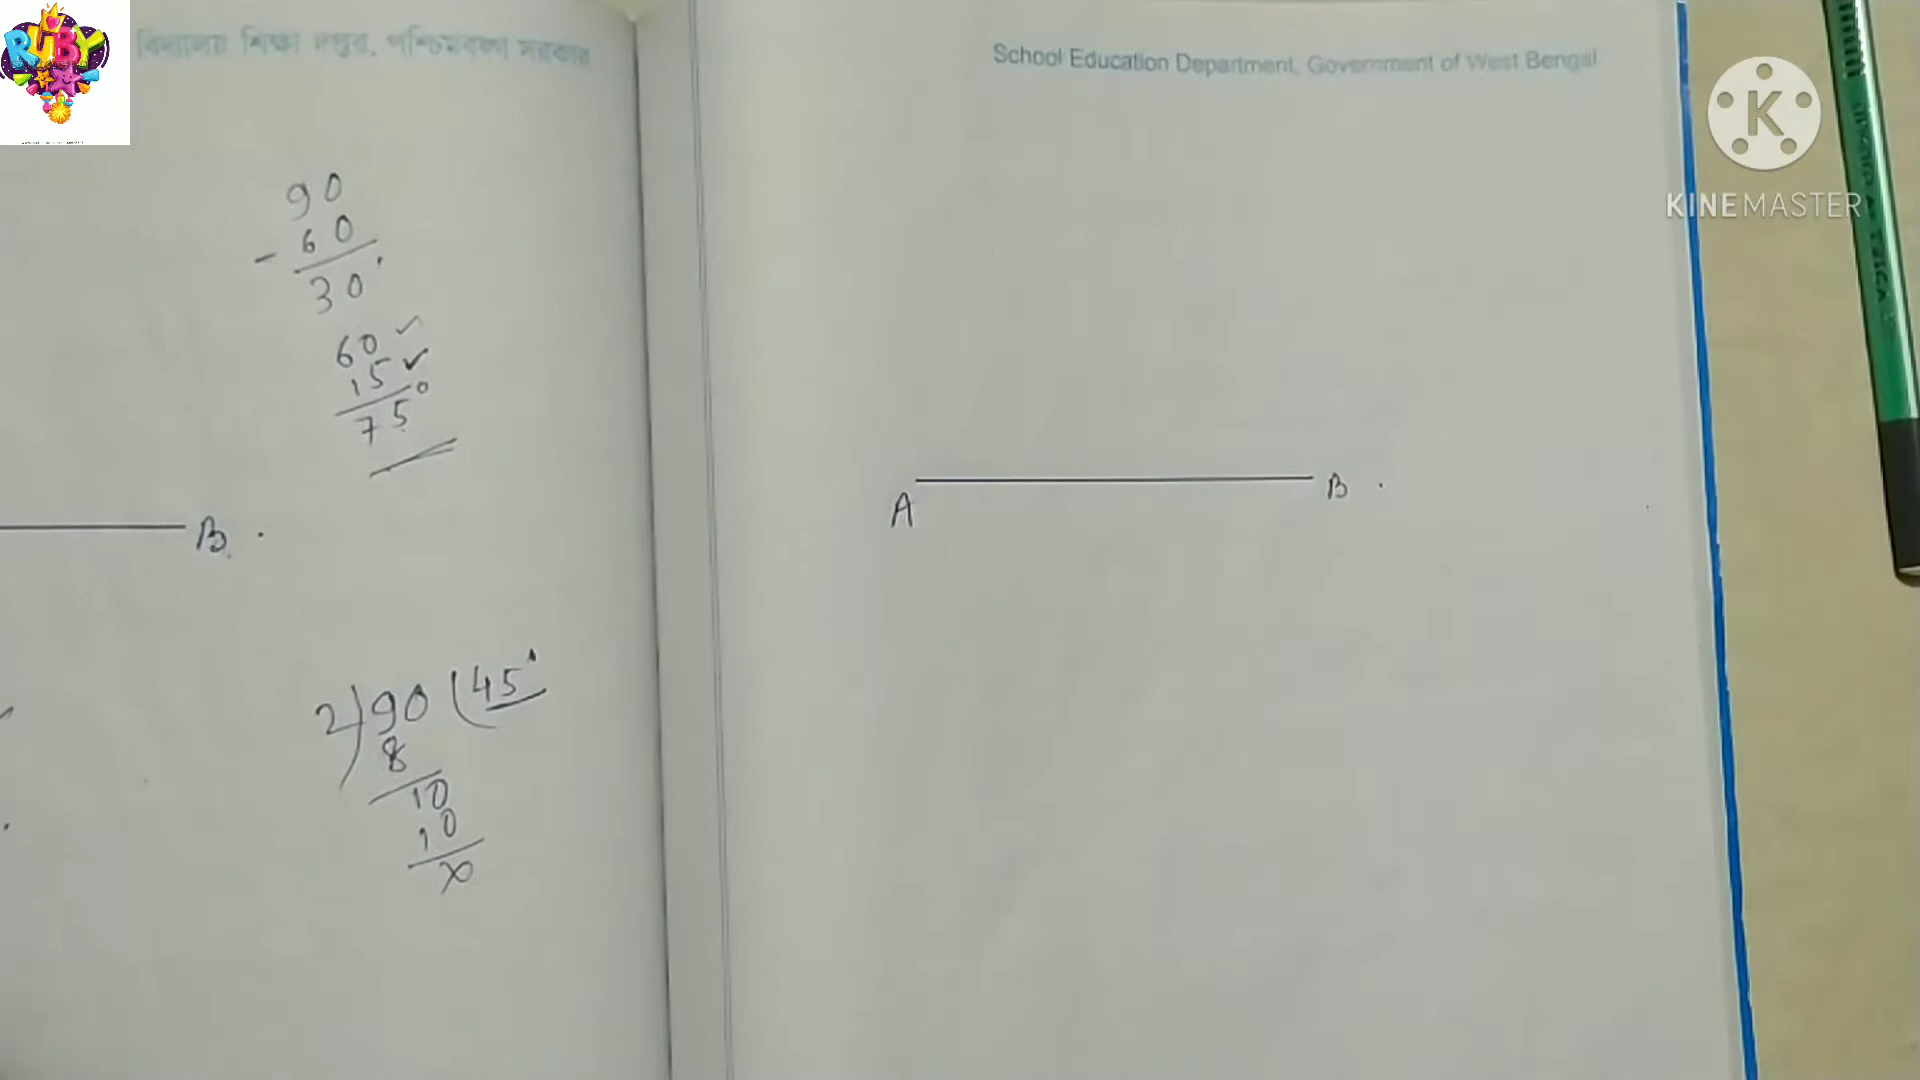 RUBY
বিদ্যালয় শিক্ষা দপ্তর, পশ্চিমবঙ্গ সরকার
90
- 60
30°
60 ✓
15 ✓
75°
B.
2)90(45°
8
10
10
x
School Education Department, Government of West Bengal
A B .
K
KINEMASTER